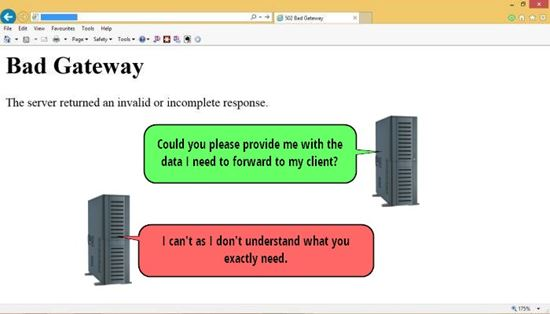 502 Bad Gateway
File Edit View Favourites Tools Help
Page Safety Tools
Bad Gateway
The server returned an invalid or incomplete response.
Could you please provide me with the
data I need to forward to my client?
I can't as I don't understand what you
exactly need.
175%